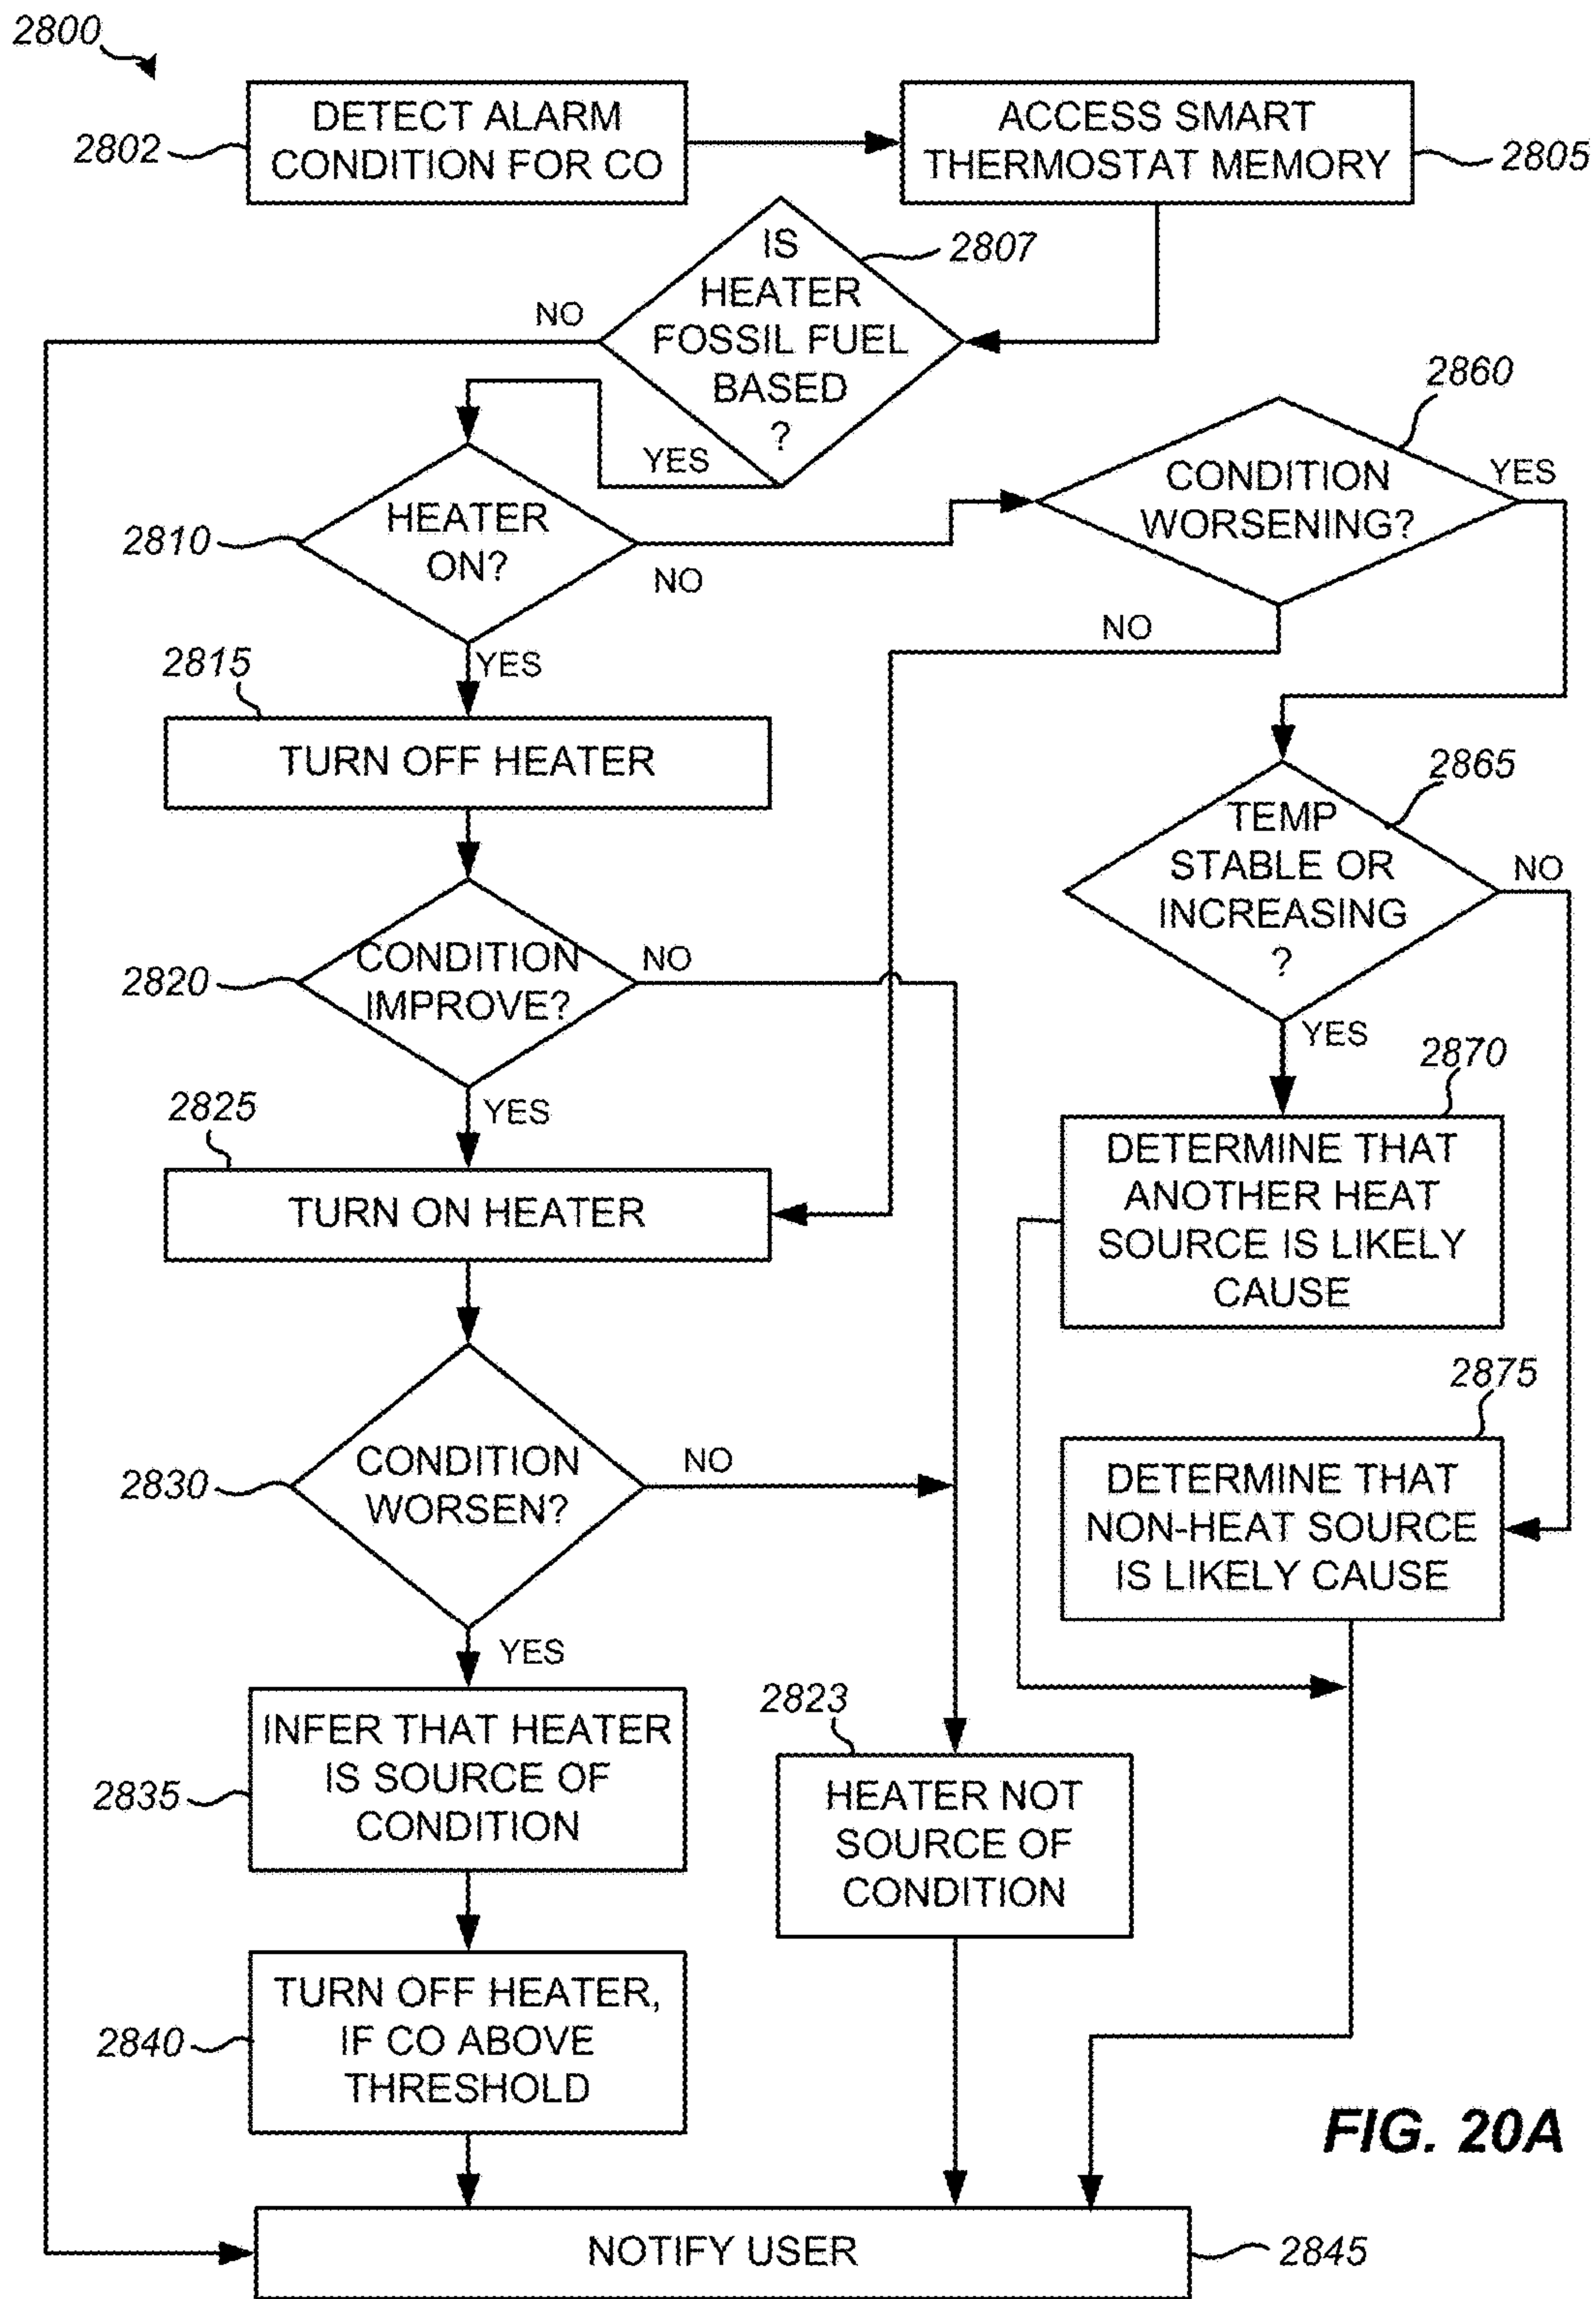 2800
DETECT ALARM
CONDITION FOR CO
2802
ACCESS SMART
THERMOSTAT MEMORY
2805
IS
HEATER
FOSSIL FUEL
BASED
?
2807
NO
YES
HEATER
ON?
2810
NO
YES
CONDITION
WORSENING?
2860
YES
NO
2815
TURN OFF HEATER
TEMP
STABLE OR
INCREASING
?
2865
NO
YES
CONDITION
IMPROVE?
2820
NO
YES
2825
TURN ON HEATER
2870
DETERMINE THAT
ANOTHER HEAT
SOURCE IS LIKELY
CAUSE
CONDITION
WORSEN?
2830
NO
YES
2875
DETERMINE THAT
NON-HEAT SOURCE
IS LIKELY CAUSE
INFER THAT HEATER
IS SOURCE OF
CONDITION
2835
2823
HEATER NOT
SOURCE OF
CONDITION
TURN OFF HEATER,
IF CO ABOVE
THRESHOLD
2840
FIG. 20A
NOTIFY USER
2845